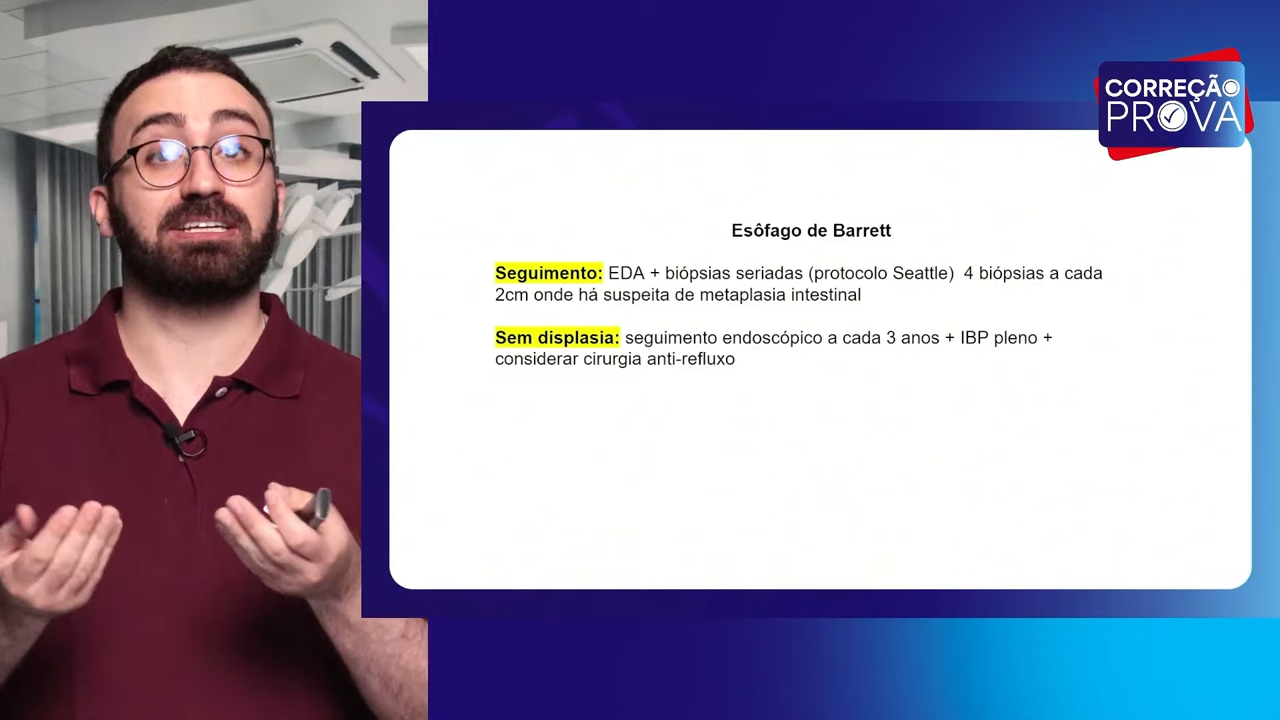 CORREÇÃO
PROVA
Esôfago de Barrett
Seguimento: EDA + biópsias seriadas (protocolo Seattle)  4 biópsias a cada
2cm onde há suspeita de metaplasia intestinal
Sem displasia: seguimento endoscópico a cada 3 anos + IBP pleno +
considerar cirurgia anti-refluxo